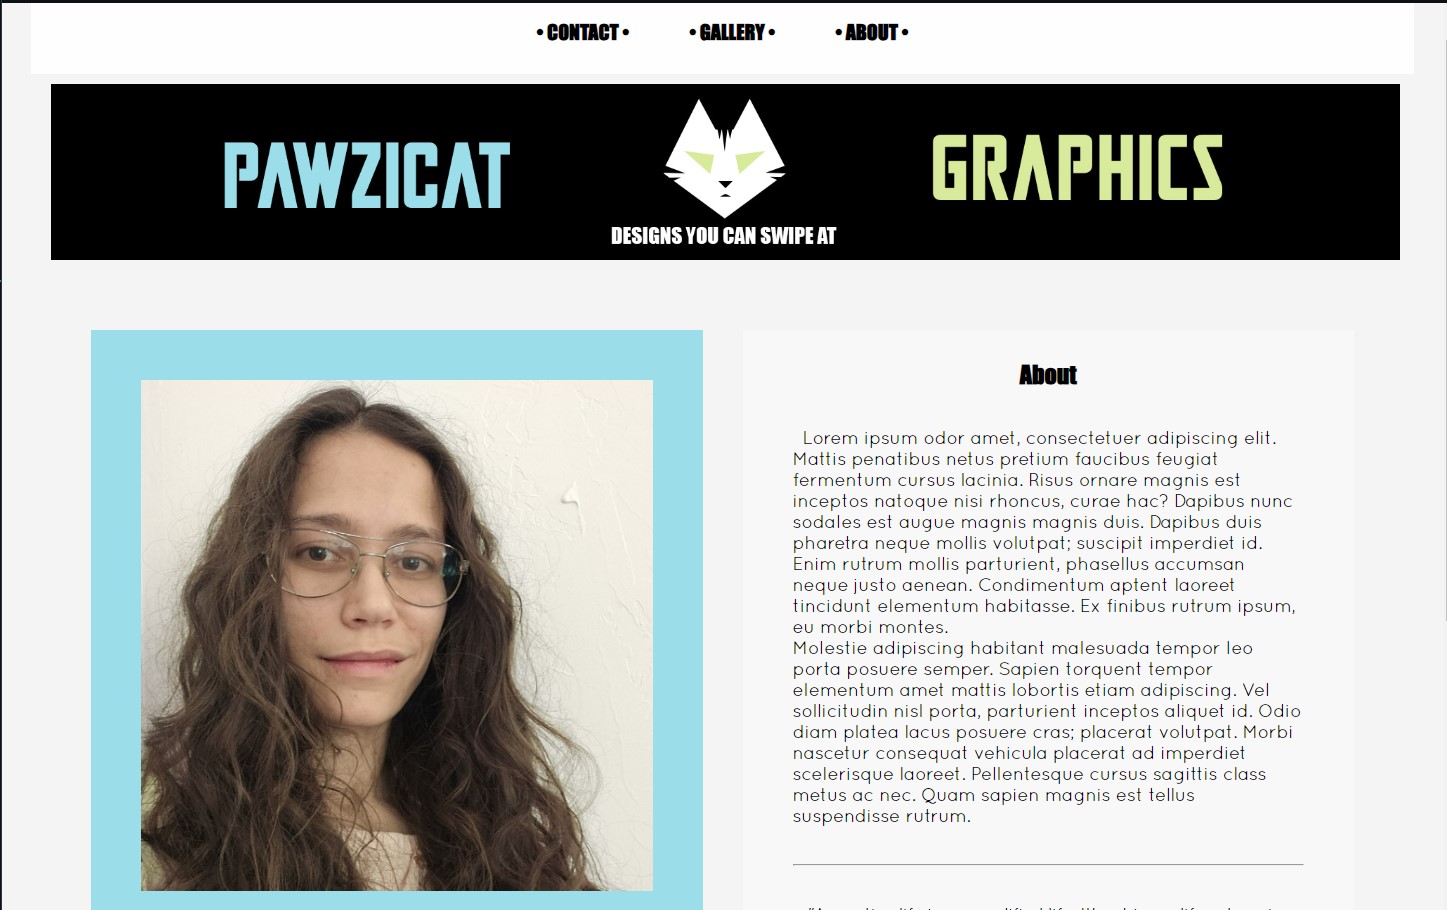 • CONTACT •
• GALLERY •
• ABOUT •
PAWZICAT
GRAPHICS
DESIGNS YOU CAN SWIPE AT
About
Lorem ipsum odor amet, consectetuer adipiscing elit.
Mattis penatibus netus pretium faucibus feugiat
fermentum cursus lacinia. Risus ornare magnis est
inceptos natoque nisi rhoncus, curae hac? Dapibus nunc
sodales est augue magnis magnis duis. Dapibus duis
pharetra neque mollis volutpat; suscipit imperdiet id.
Enim rutrum mollis parturient, phasellus accumsan
neque justo aenean. Condimentum aptent laoreet
tincidunt elementum habitasse. Ex finibus rutrum ipsum,
eu morbi montes.
Molestie adipiscing habitant malesuada tempor leo
porta posuere semper. Sapien torquent tempor
elementum amet mattis lobortis etiam adipiscing. Vel
sollicitudin nisl porta, parturient inceptos aliquet id. Odio
diam platea lacus posuere cras; placerat volutpat. Morbi
nascetur consequat vehicula placerat ad imperdiet
scelerisque laoreet. Pellentesque cursus sagittis class
metus ac nec. Quam sapien magnis est tellus
suspendisse rutrum.